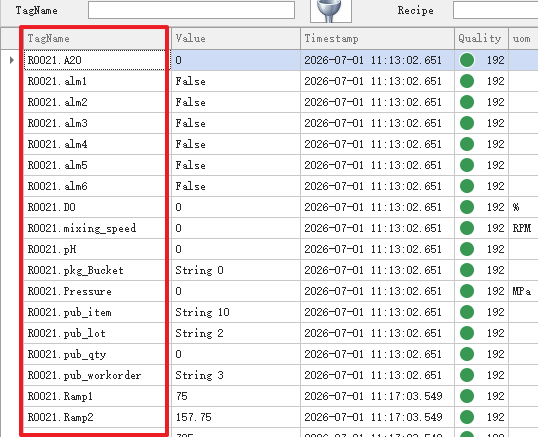 TagName Recipe
TagName Value Timestamp Quality uom
R0021.A20 0 2026-07-01 11:13:02.651 192
R0021.alm1 False 2026-07-01 11:13:02.651 192
R0021.alm2 False 2026-07-01 11:13:02.651 192
R0021.alm3 False 2026-07-01 11:13:02.651 192
R0021.alm4 False 2026-07-01 11:13:02.651 192
R0021.alm5 False 2026-07-01 11:13:02.651 192
R0021.alm6 False 2026-07-01 11:13:02.651 192
R0021.DO 0 2026-07-01 11:13:02.651 192 %
R0021.mixing_speed 0 2026-07-01 11:13:02.651 192 RPM
R0021.pH 0 2026-07-01 11:13:02.651 192
R0021.pkg_Bucket String 0 2026-07-01 11:13:02.651 192
R0021.Pressure 0 2026-07-01 11:13:02.651 192 MPa
R0021.pub_item String 10 2026-07-01 11:13:02.651 192
R0021.pub_lot String 2 2026-07-01 11:13:02.651 192
R0021.pub_qty 0 2026-07-01 11:13:02.651 192
R0021.pub_workorder String 3 2026-07-01 11:13:02.651 192
R0021.Ramp1 75 2026-07-01 11:17:03.549 192
R0021.Ramp2 157.75 2026-07-01 11:17:03.549 192